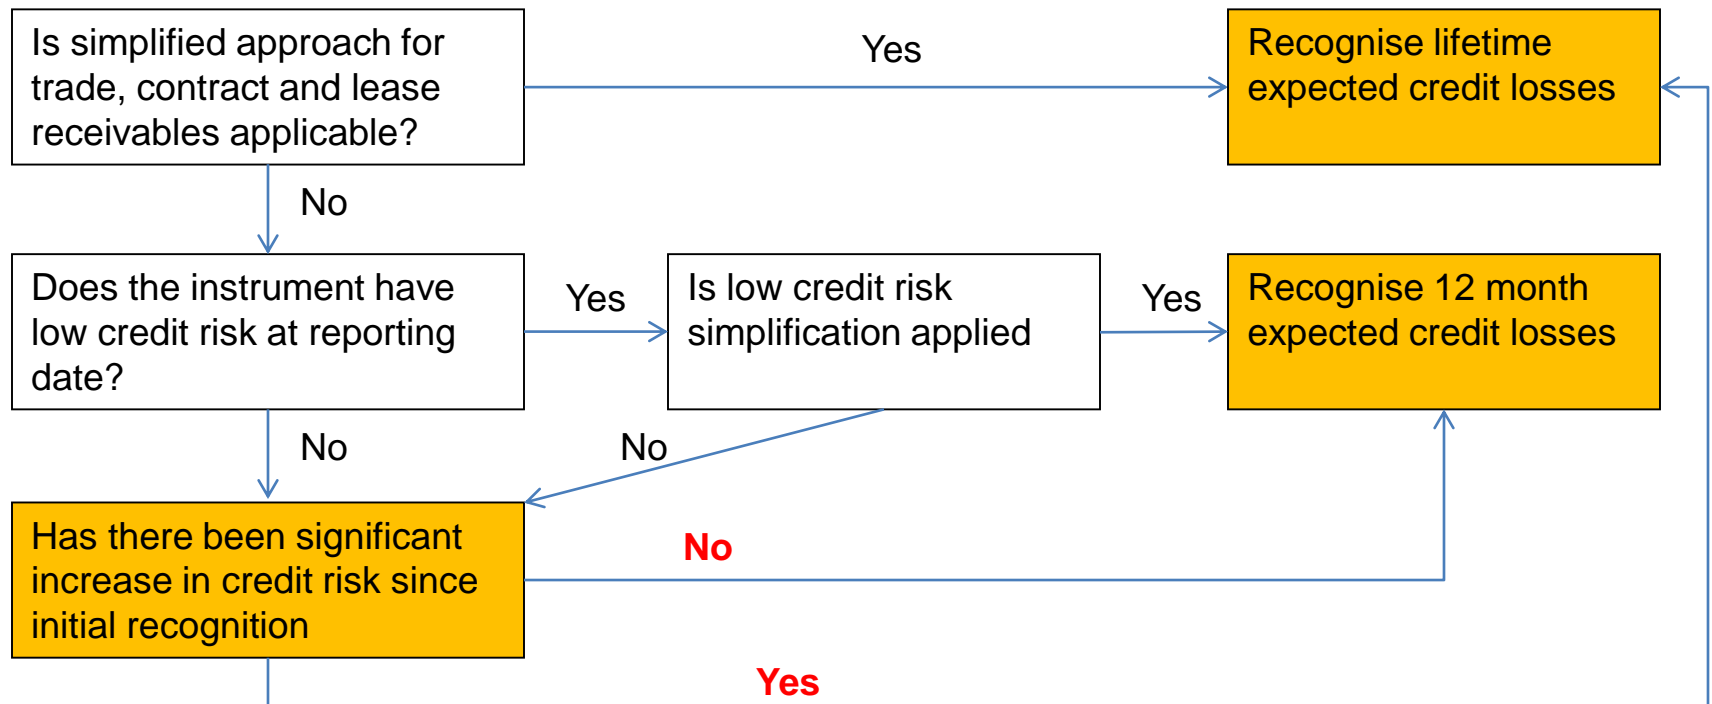 Is simplified approach for
trade, contract and lease
receivables applicable?
Yes
Recognise lifetime
expected credit losses
No
Does the instrument have
low credit risk at reporting
date?
Yes
Is low credit risk
simplification applied
Yes
Recognise 12 month
expected credit losses
No
No
Has there been significant
increase in credit risk since
initial recognition
No
Yes